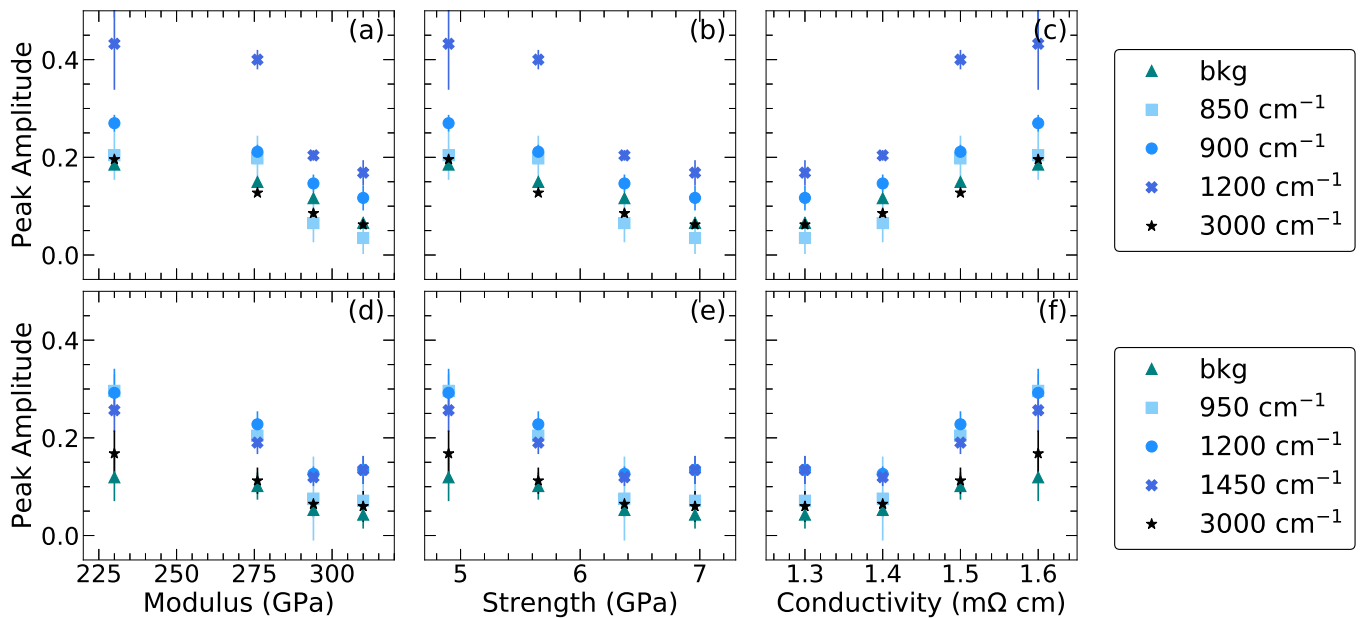 (a)
(b)
(c)
Peak Amplitude
0.4
0.2
0.0
bkg
850 cm⁻¹
900 cm⁻¹
1200 cm⁻¹
3000 cm⁻¹
(d)
(e)
(f)
Peak Amplitude
0.4
0.2
0.0
bkg
950 cm⁻¹
1200 cm⁻¹
1450 cm⁻¹
3000 cm⁻¹
225 250 275 300
5 6 7
1.3 1.4 1.5 1.6
Modulus (GPa)
Strength (GPa)
Conductivity (mΩ cm)